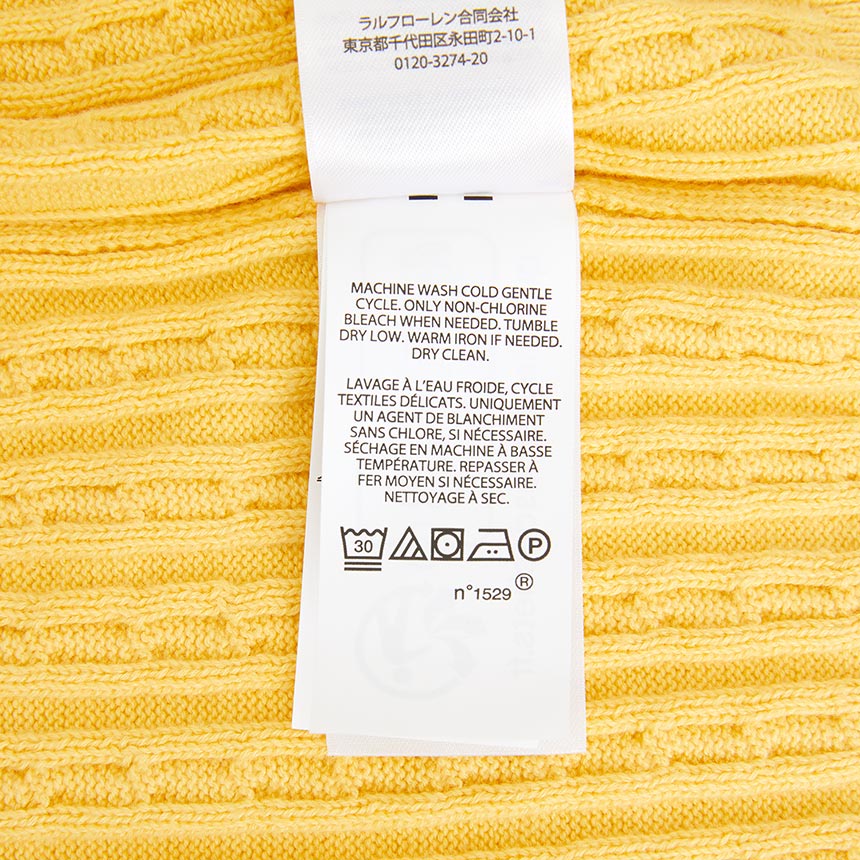 ラルフローレン合同会社
東京都千代田区永田町2-10-1
0120-3274-20
MACHINE WASH COLD GENTLE
CYCLE. ONLY NON-CHLORINE
BLEACH WHEN NEEDED. TUMBLE
DRY LOW. WARM IRON IF NEEDED.
DRY CLEAN.
LAVAGE À L'EAU FROIDE, CYCLE
TEXTILES DÉLICATS. UNIQUEMENT
UN AGENT DE BLANCHIMENT
SANS CHLORE, SI NÉCESSAIRE.
SÉCHAGE EN MACHINE À BASSE
TEMPÉRATURE. REPASSER À
FER MOYEN SI NÉCESSAIRE.
NETTOYAGE À SEC.
30 P
n°1529®